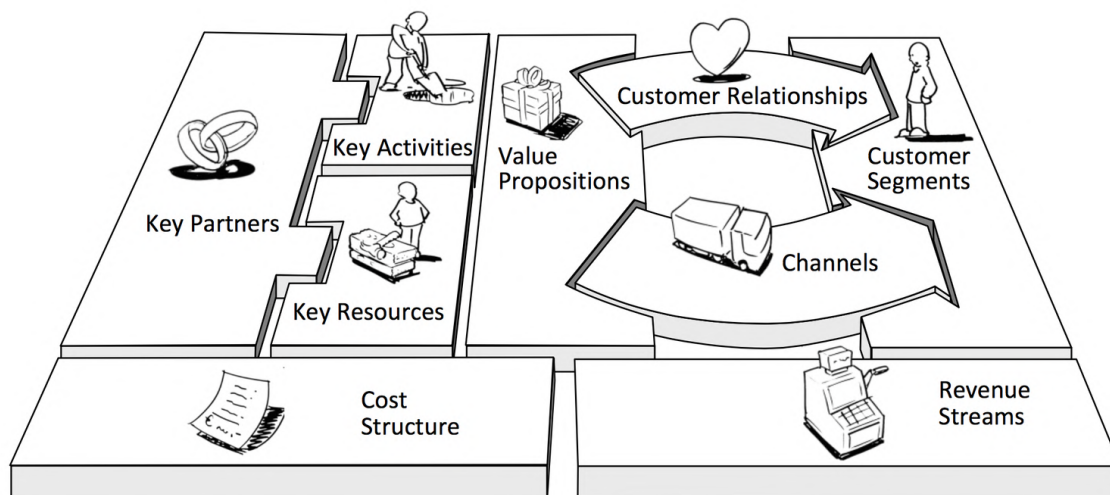 Key Partners
Key Activities
Key Resources
Value
Propositions
Customer Relationships
Channels
Customer
Segments
Cost
Structure
Revenue
Streams